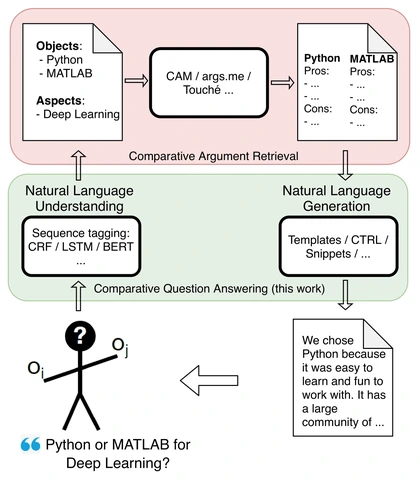 Objects:
- Python
- MATLAB
Aspects:
- Deep Learning
CAM / args.me /
Touché ...
Python MATLAB
Pros: Pros:
- ... - ...
- ... - ...
Cons: Cons:
- ... - ...
Comparative Argument Retrieval
Natural Language
Understanding
Sequence tagging:
CRF / LSTM / BERT
...
Natural Language
Generation
Templates / CTRL /
Snippets / ...
Comparative Question Answering (this work)
?
Oi
Oj
We chose
Python because
it was easy to
learn and fun to
work with. It has
a large
community of ...
“ Python or MATLAB for
Deep Learning?